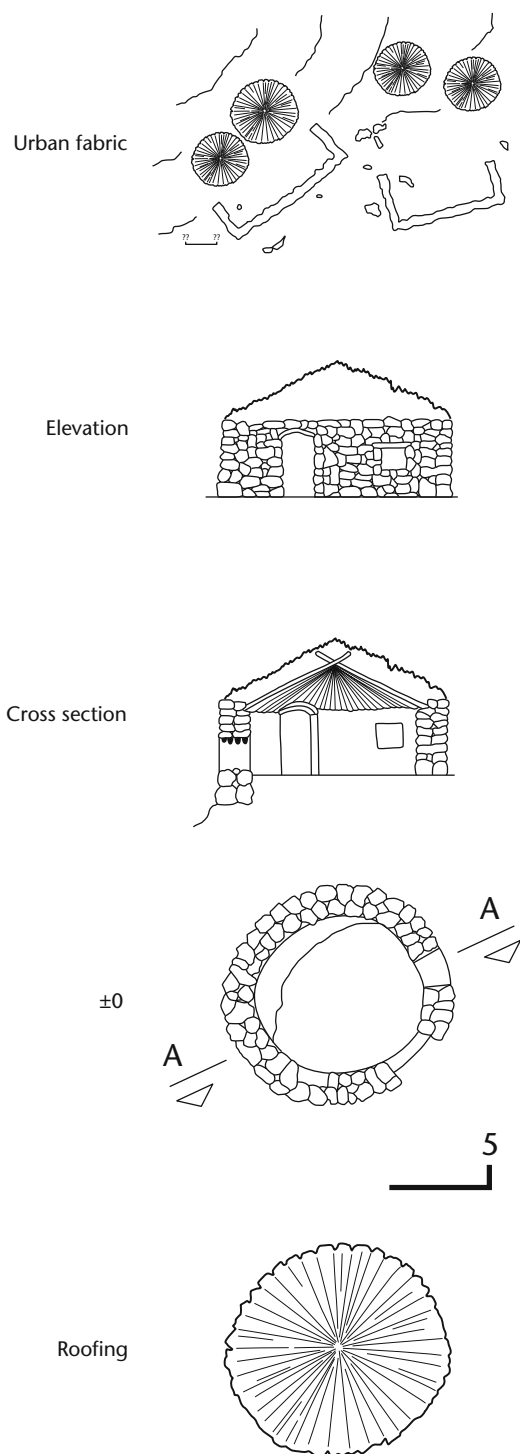 Urban fabric
?? ??
Elevation
Cross section
A
±0
A
5
Roofing